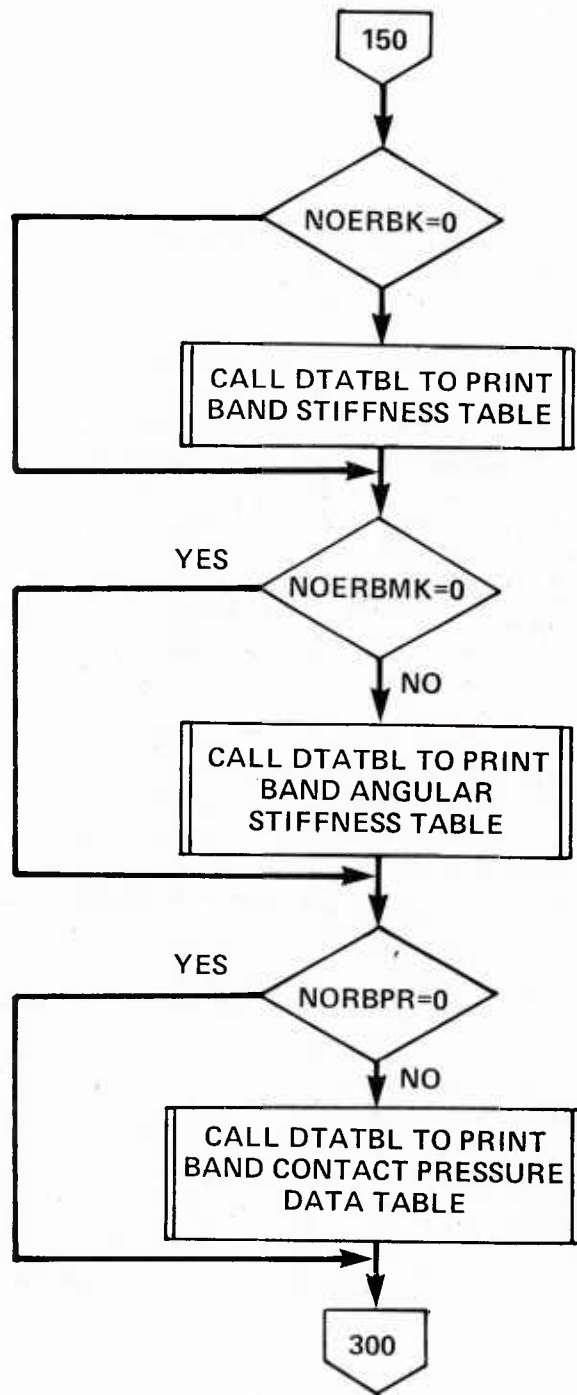 150
NOERBK=0
CALL DTATBL TO PRINT
BAND STIFFNESS TABLE
YES
NOERBMK=0
NO
CALL DTATBL TO PRINT
BAND ANGULAR
STIFFNESS TABLE
YES
NORBPR=0
NO
CALL DTATBL TO PRINT
BAND CONTACT PRESSURE
DATA TABLE
300